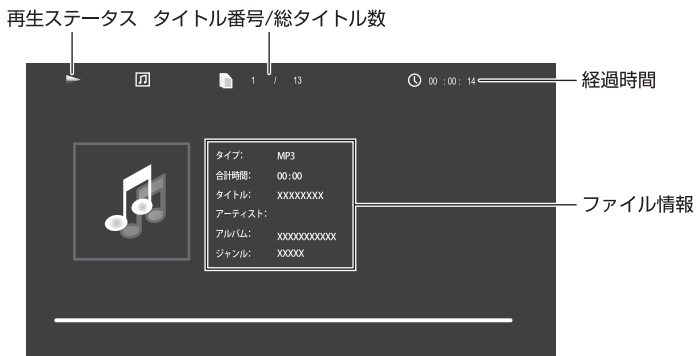 再生ステータス タイトル番号/総タイトル数
1 / 13 00 : 00 : 14 経過時間
タイプ: MP3
合計時間: 00:00
タイトル: XXXXXXXX
アーティスト:
アルバム: XXXXXXXXXXX
ジャンル: XXXXX
ファイル情報